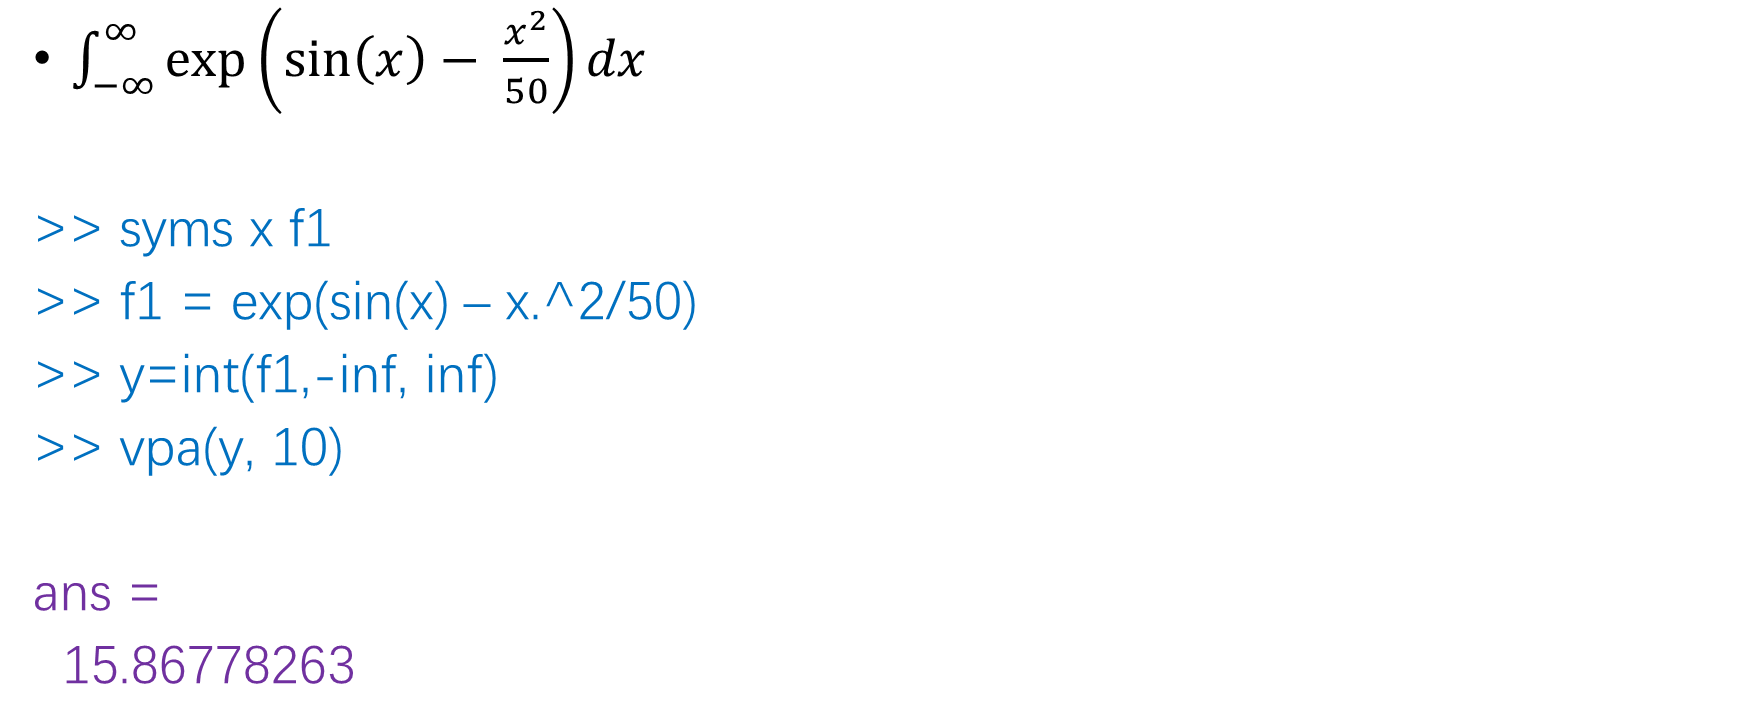 • ∫_{-∞}^{∞} exp(sin(x) − x²/50) dx
>> syms x f1
>> f1 = exp(sin(x) – x.^2/50)
>> y=int(f1,-inf, inf)
>> vpa(y, 10)
ans =
15.86778263